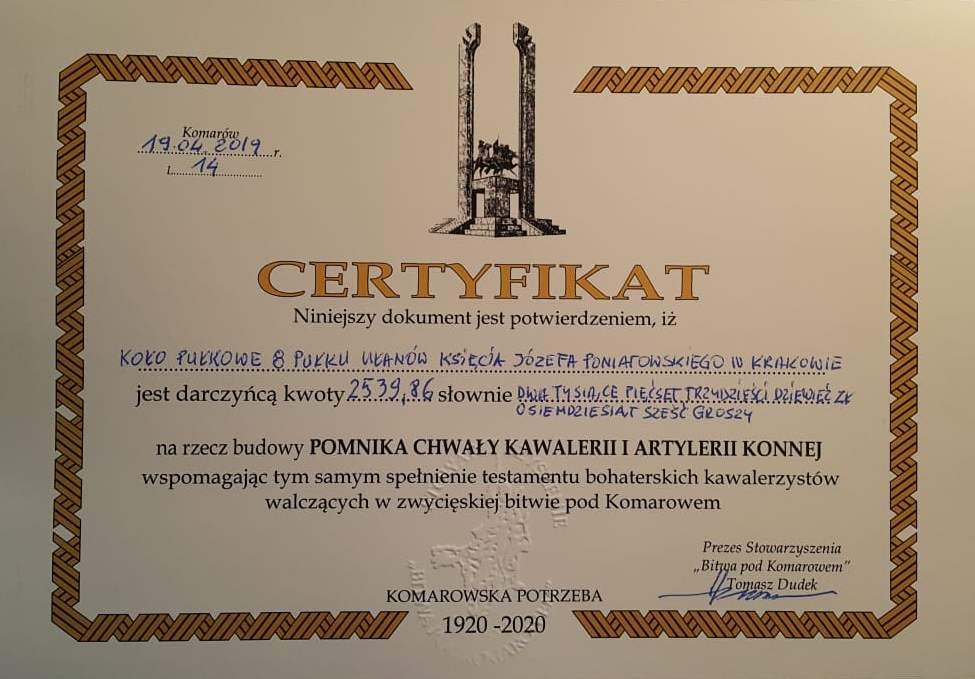 Komarów
19.04.2019 r.
L. 14
CERTYFIKAT
Niniejszy dokument jest potwierdzeniem, iż
KOŁO PUŁKOWE 8 PUŁKU UŁANÓW KSIĘCIA JÓZEFA PONIATOWSKIEGO W KRAKOWIE
jest darczyńcą kwoty 2539,86 słownie DWA TYSIĄCE PIĘĆSET TRZYDZIEŚCI DZIEWIĘĆ ZŁ
OSIEMDZIESIĄT SZEŚĆ GROSZY
na rzecz budowy POMNIKA CHWAŁY KAWALERII I ARTYLERII KONNEJ
wspomagając tym samym spełnienie testamentu bohaterskich kawalerzystów
walczących w zwycięskiej bitwie pod Komarowem
Prezes Stowarzyszenia
„Bitwa pod Komarowem”
Tomasz Dudek
KOMAROWSKA POTRZEBA
1920 -2020